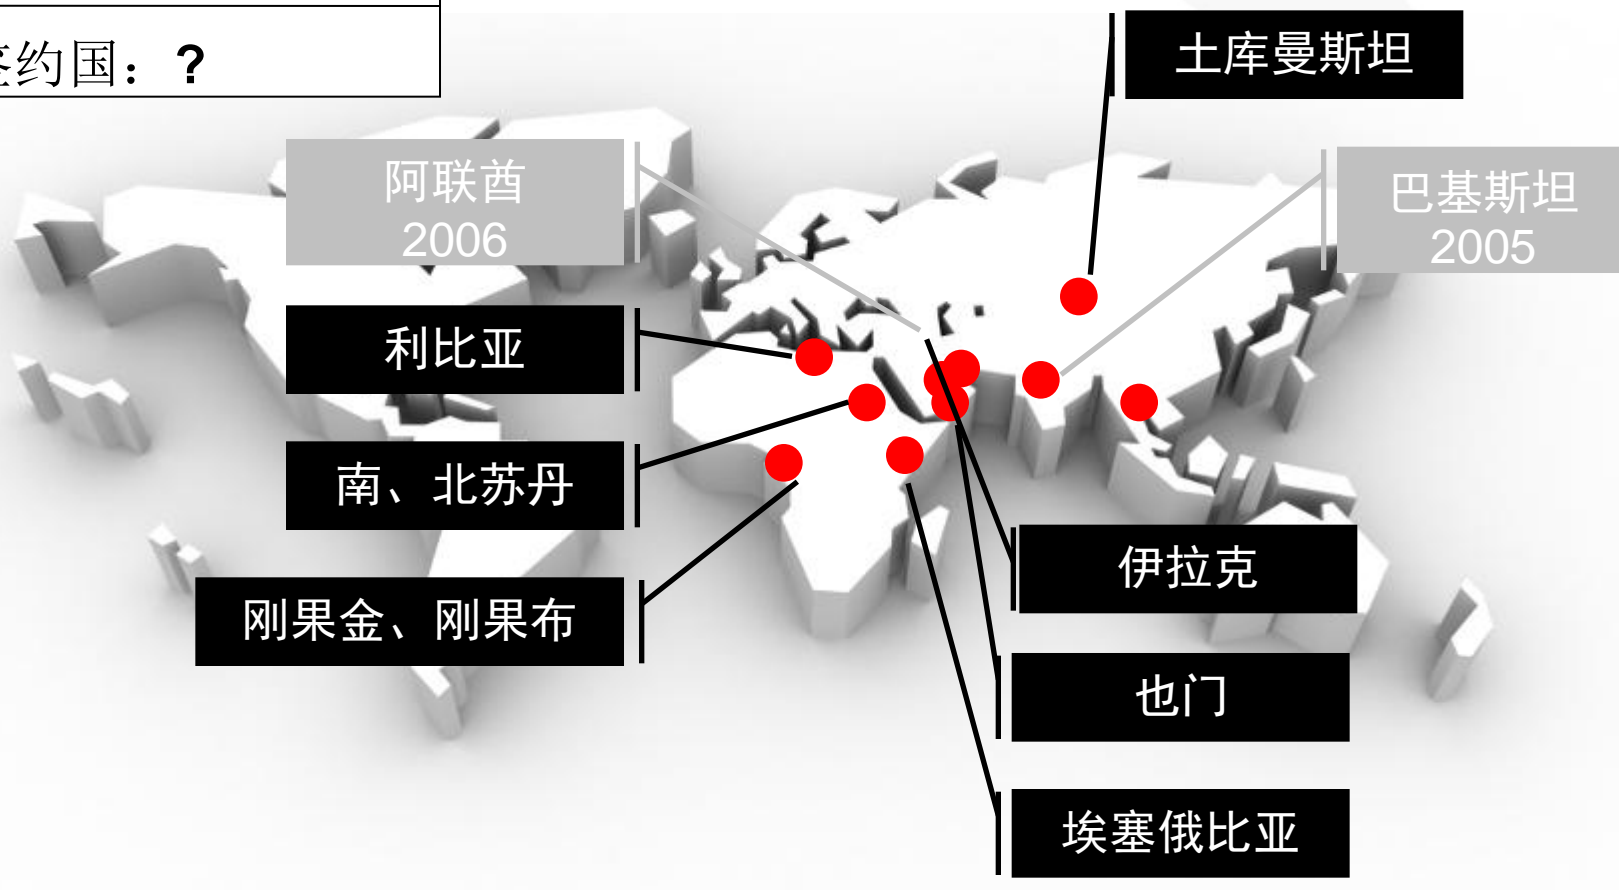 签约国：?
土库曼斯坦
阿联酋
2006
巴基斯坦
2005
利比亚
南、北苏丹
刚果金、刚果布
伊拉克
也门
埃塞俄比亚